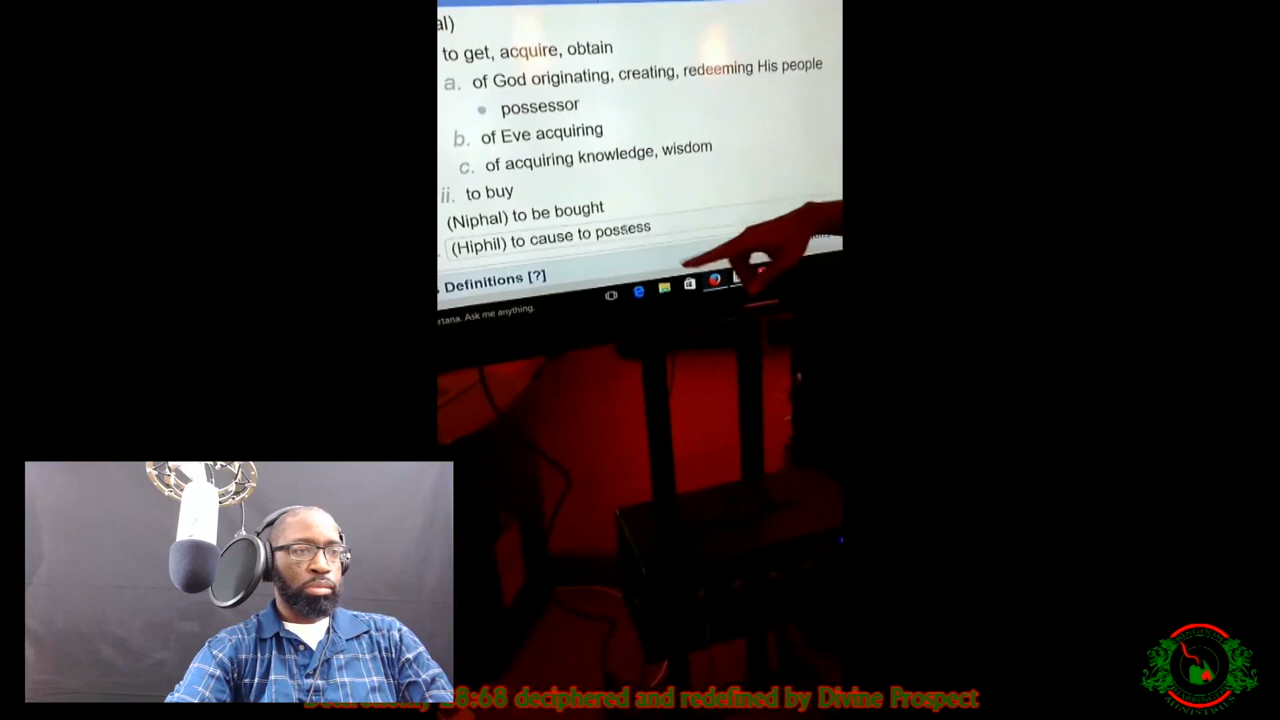 al)
to get, acquire, obtain
a. of God originating, creating, redeeming His people
possessor
b. of Eve acquiring
c. of acquiring knowledge, wisdom
ii. to buy
(Niphal) to be bought
(Hiphil) to cause to possess
Definitions [?]
rtana. Ask me anything.
8:68 deciphered and redefined by Divine Prospect
MINISTRIES